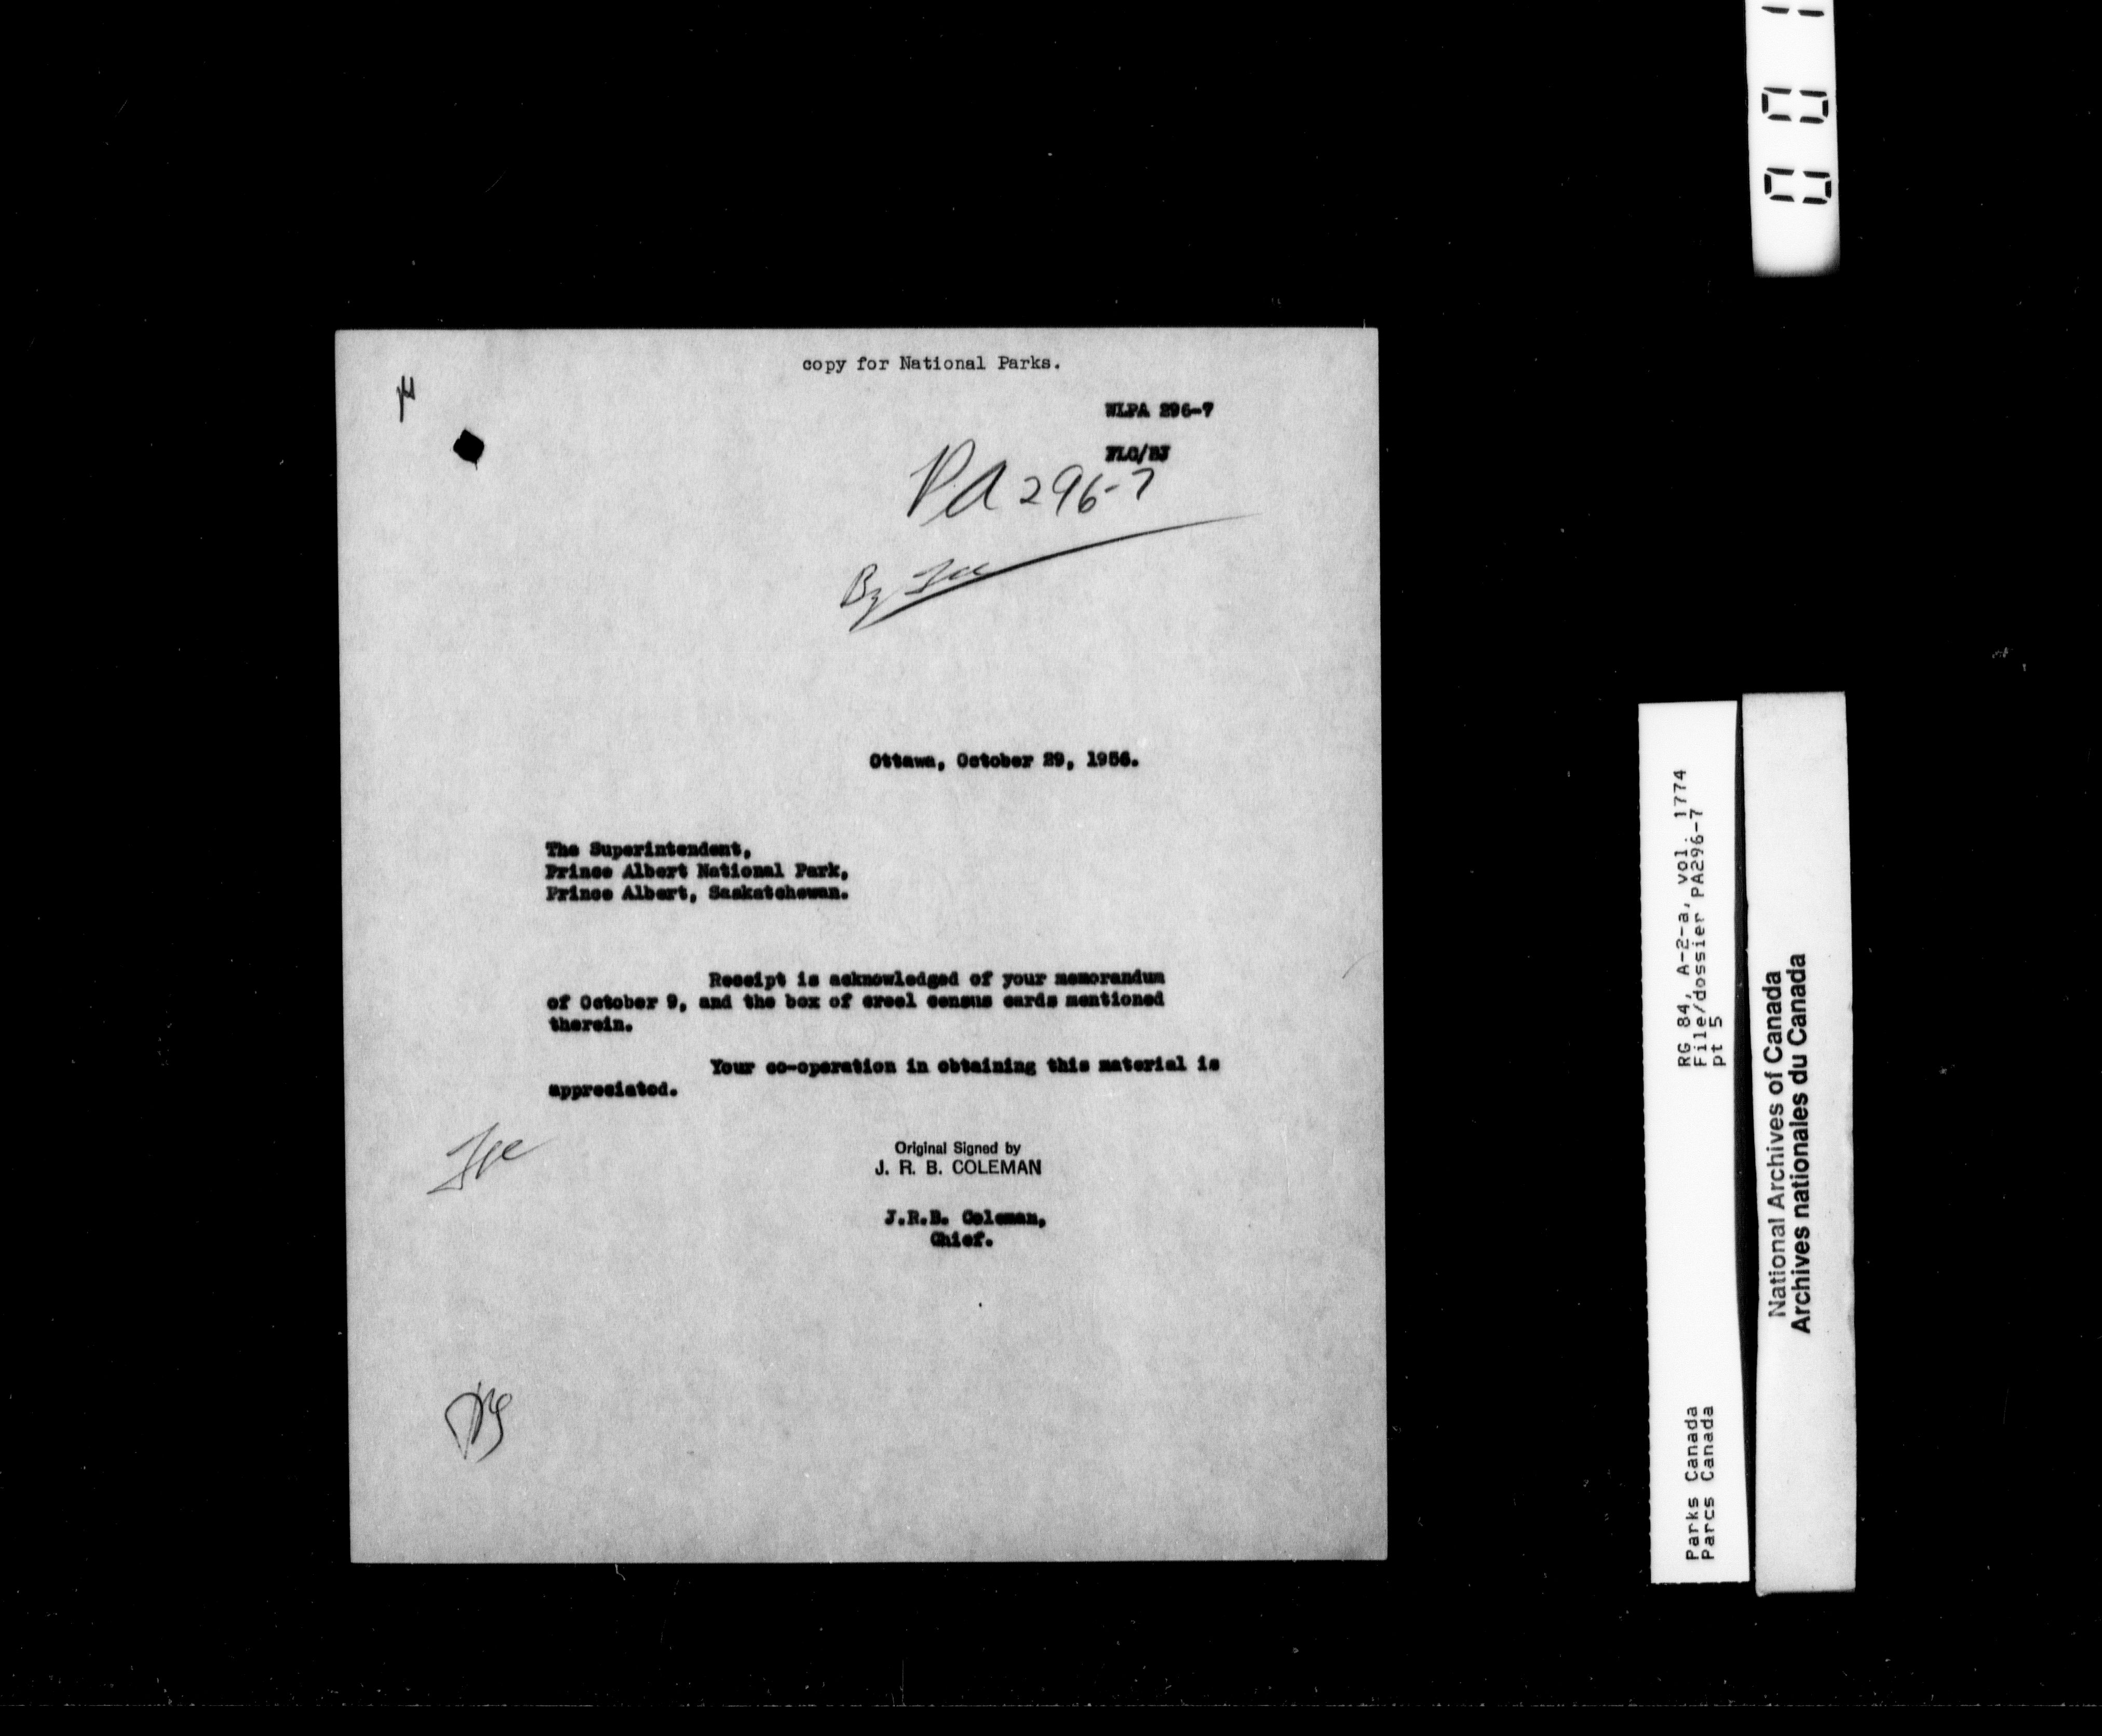 copy for National Parks.
WLPA 296-7
FLC/BJ
PA 296-7
By
Ottawa, October 29, 1956.
The Superintendent,
Prince Albert National Park,
Prince Albert, Saskatchewan.
Receipt is acknowledged of your memorandum
of October 9, and the box of creel census cards mentioned
therein.
Your co-operation in obtaining this material is
appreciated.
Original Signed by
J. R. B. COLEMAN
J.R.B. Coleman,
Chief.
RG 84, A-2-a, vol. 1774
File/dossier PA296-7
pt 5
Parks Canada
Parcs Canada
National Archives of Canada
Archives nationales du Canada